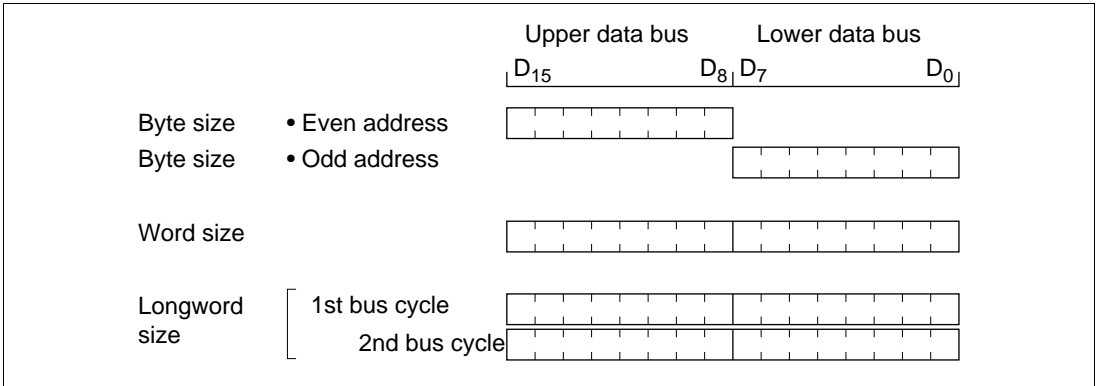 Upper data bus Lower data bus
D15 D8 D7 D0
Byte size • Even address
Byte size • Odd address
Word size
Longword size 1st bus cycle
2nd bus cycle